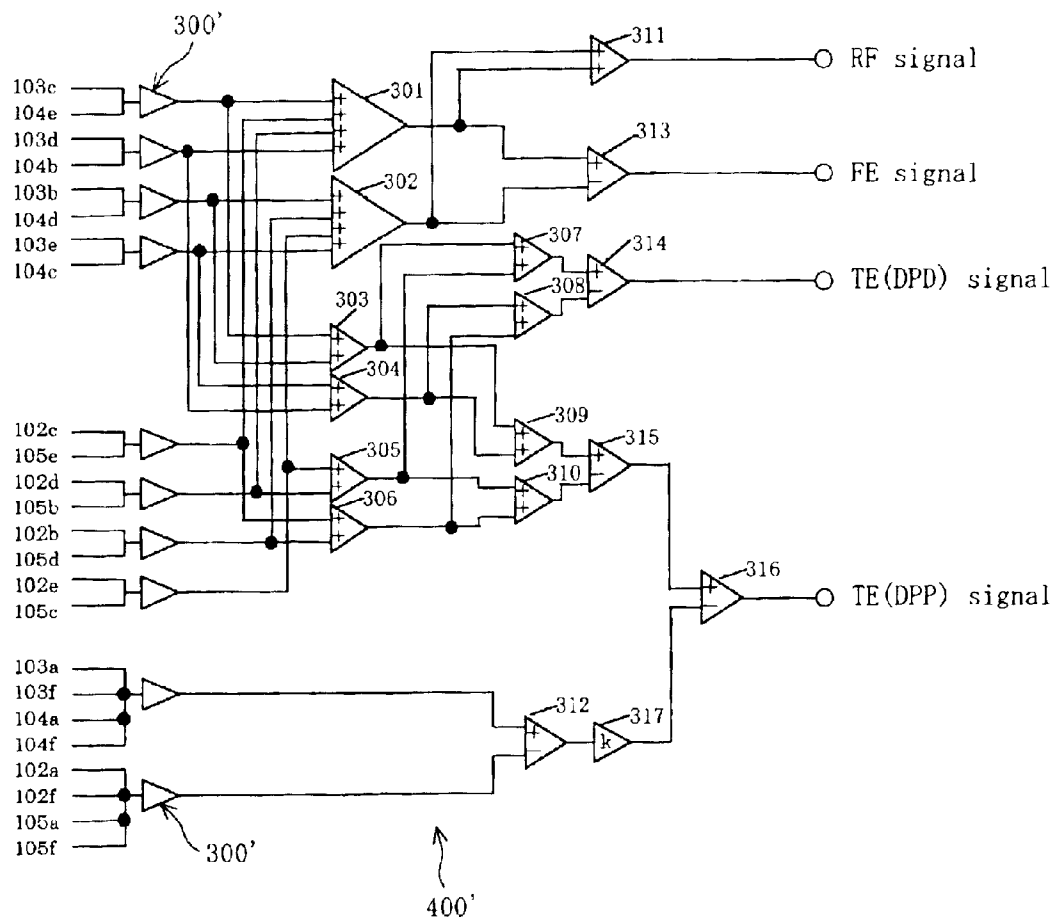 300'
311
RF signal
103c
301
104e
103d
313
104b
103b
302
FE signal
104d
103e
307
314
104c
308
TE(DPD) signal
303
304
309
102c
315
105e
305
310
102d
306
105b
102b
105d
316
102e
TE(DPP) signal
105c
103a
103f
312
317
104a
k
104f
102a
102f
105a
105f
300'
400'